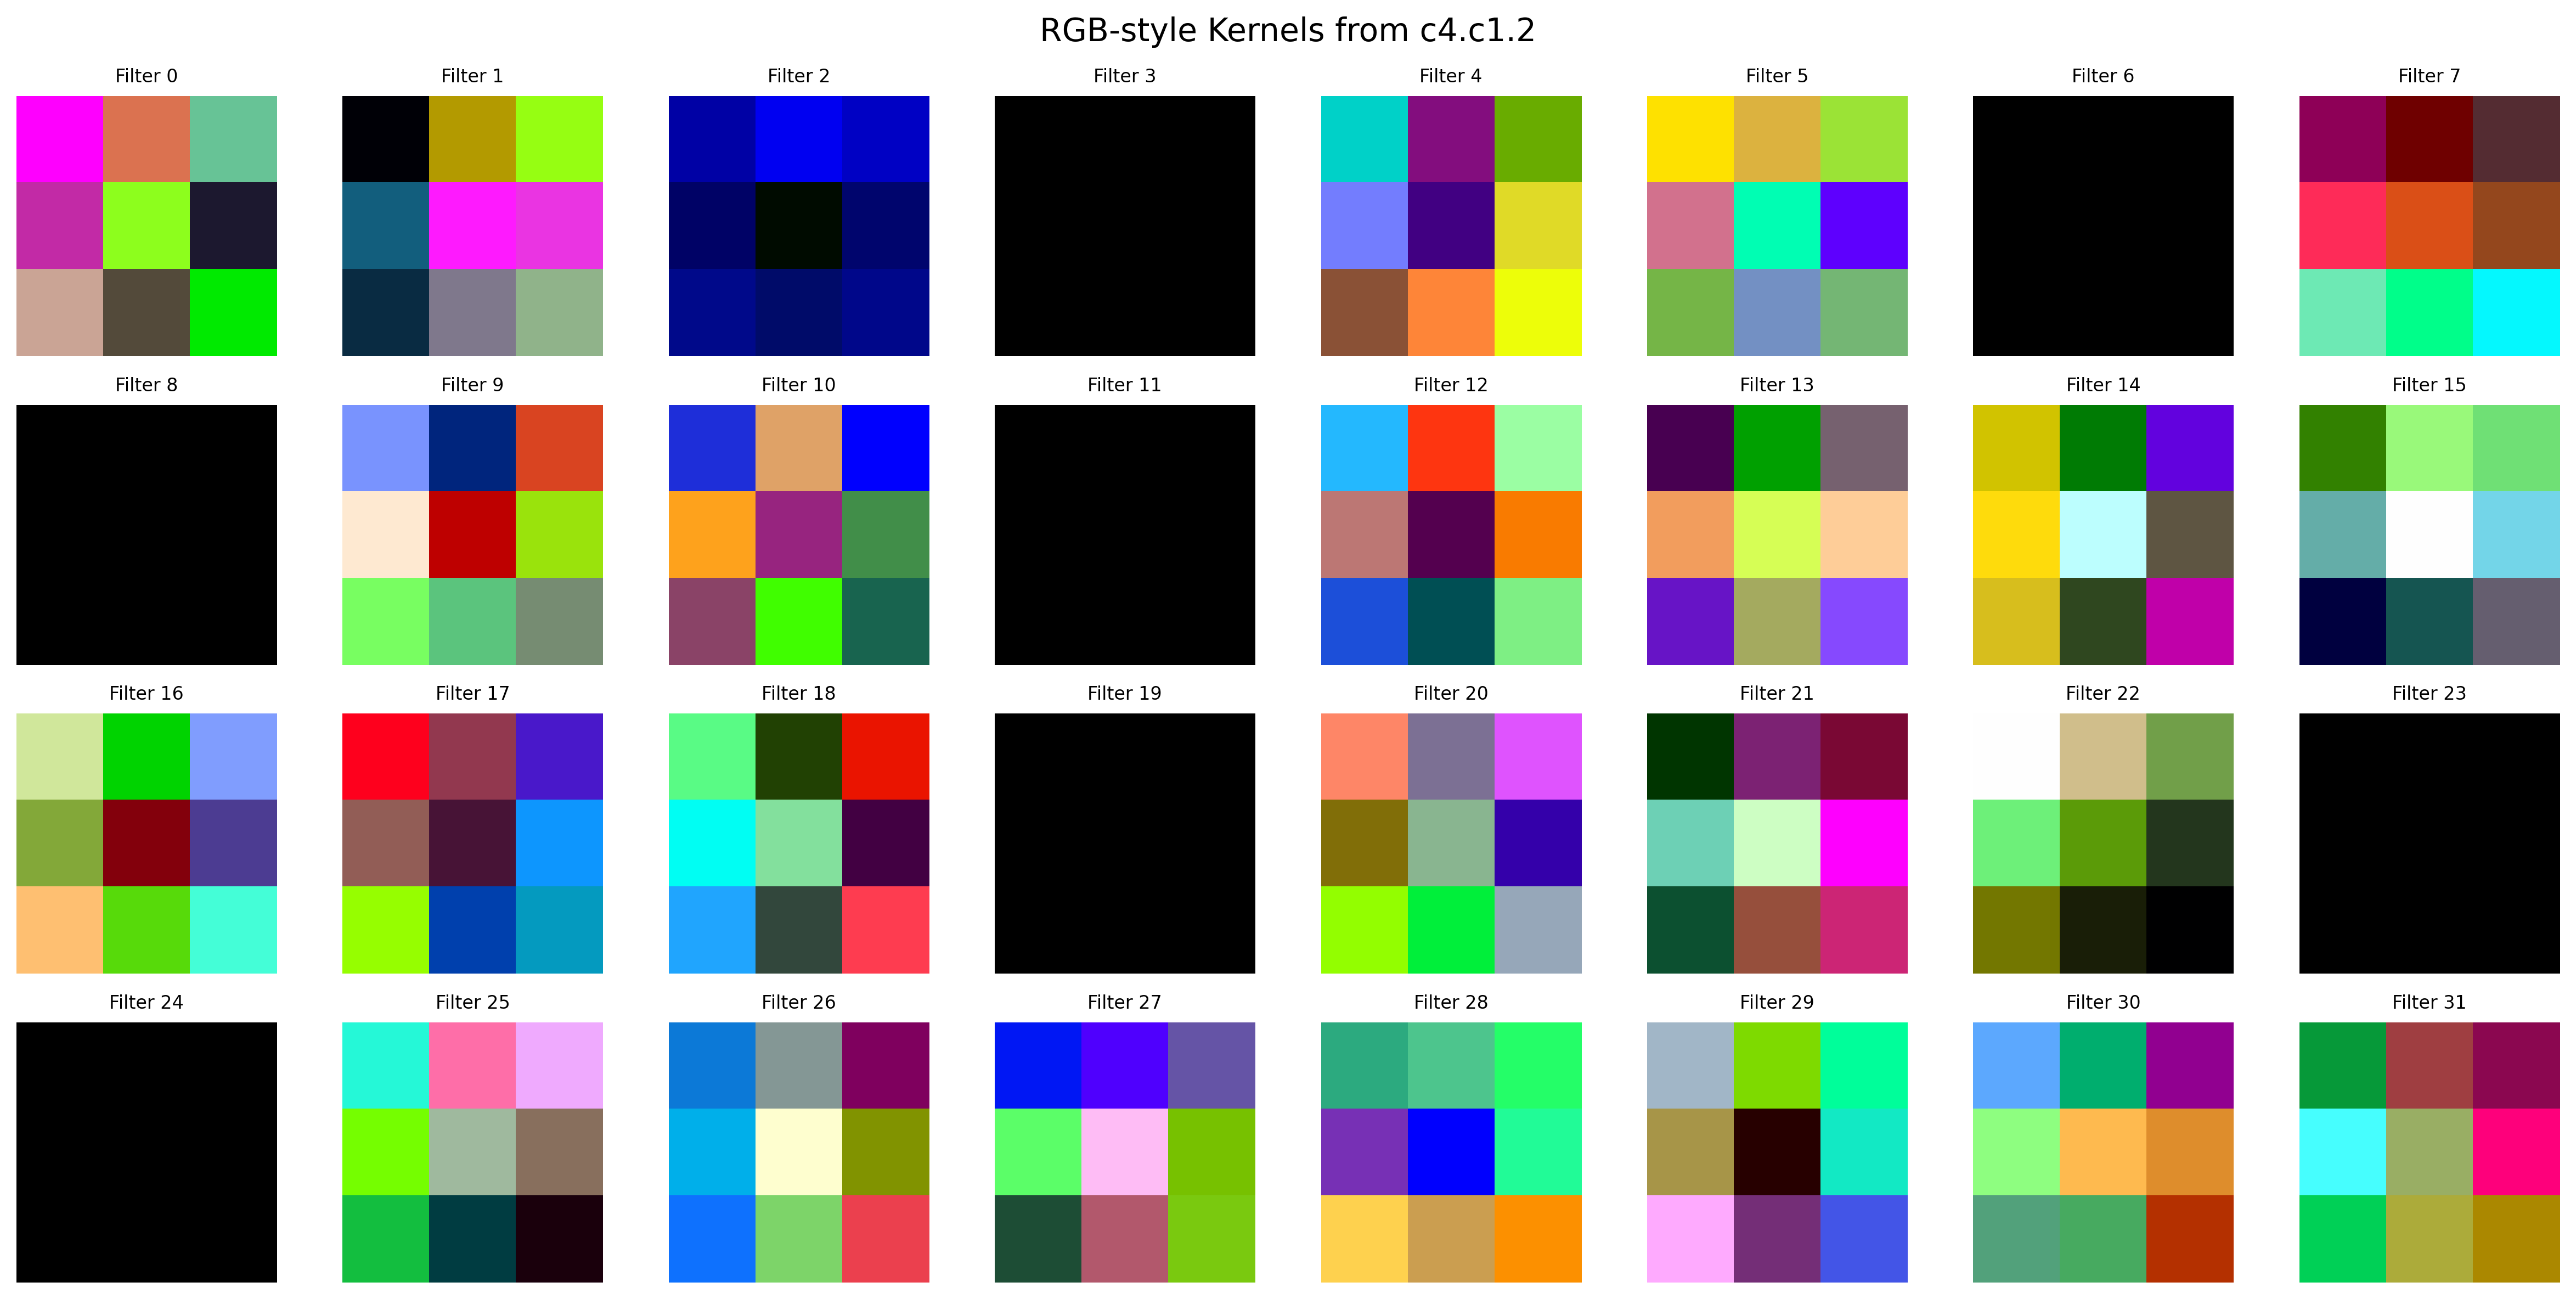 RGB-style Kernels from c4.c1.2
Filter 0 Filter 1 Filter 2 Filter 3 Filter 4 Filter 5 Filter 6 Filter 7
Filter 8 Filter 9 Filter 10 Filter 11 Filter 12 Filter 13 Filter 14 Filter 15
Filter 16 Filter 17 Filter 18 Filter 19 Filter 20 Filter 21 Filter 22 Filter 23
Filter 24 Filter 25 Filter 26 Filter 27 Filter 28 Filter 29 Filter 30 Filter 31